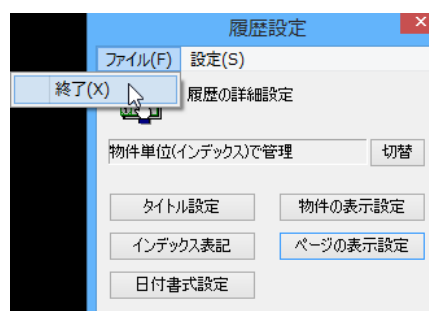 履歴設定
ファイル(F) 設定(S)
終了(X)
履歴の詳細設定
物件単位(インデックス)で管理 切替
タイトル設定 物件の表示設定
インデックス表記 ページの表示設定
日付書式設定